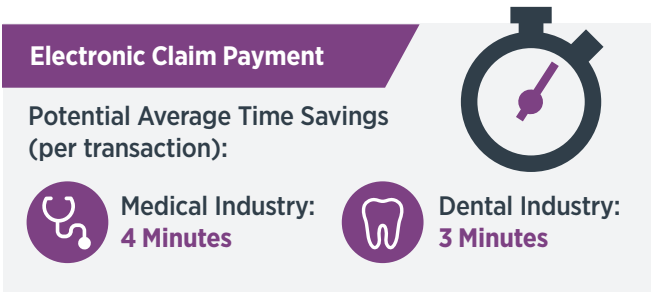 Electronic Claim Payment
Potential Average Time Savings
(per transaction):
Medical Industry:
4 Minutes
Dental Industry:
3 Minutes